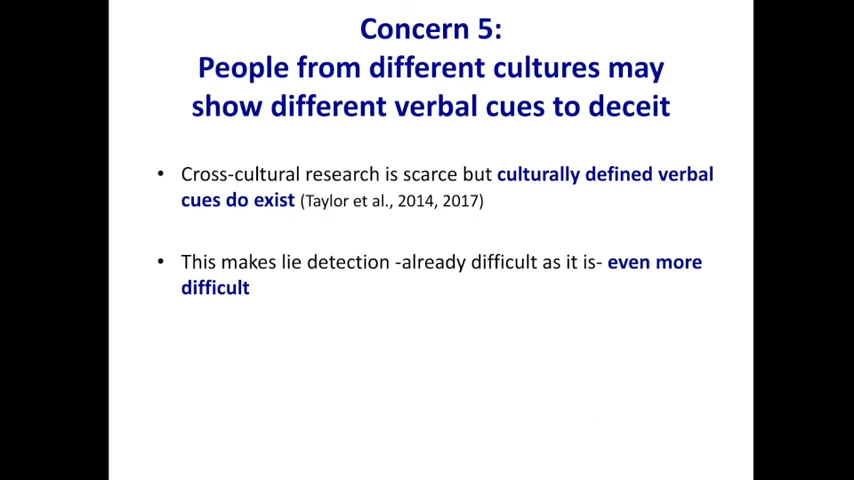 Concern 5:
People from different cultures may
show different verbal cues to deceit
• Cross-cultural research is scarce but culturally defined verbal
cues do exist (Taylor et al., 2014, 2017)
• This makes lie detection -already difficult as it is- even more
difficult